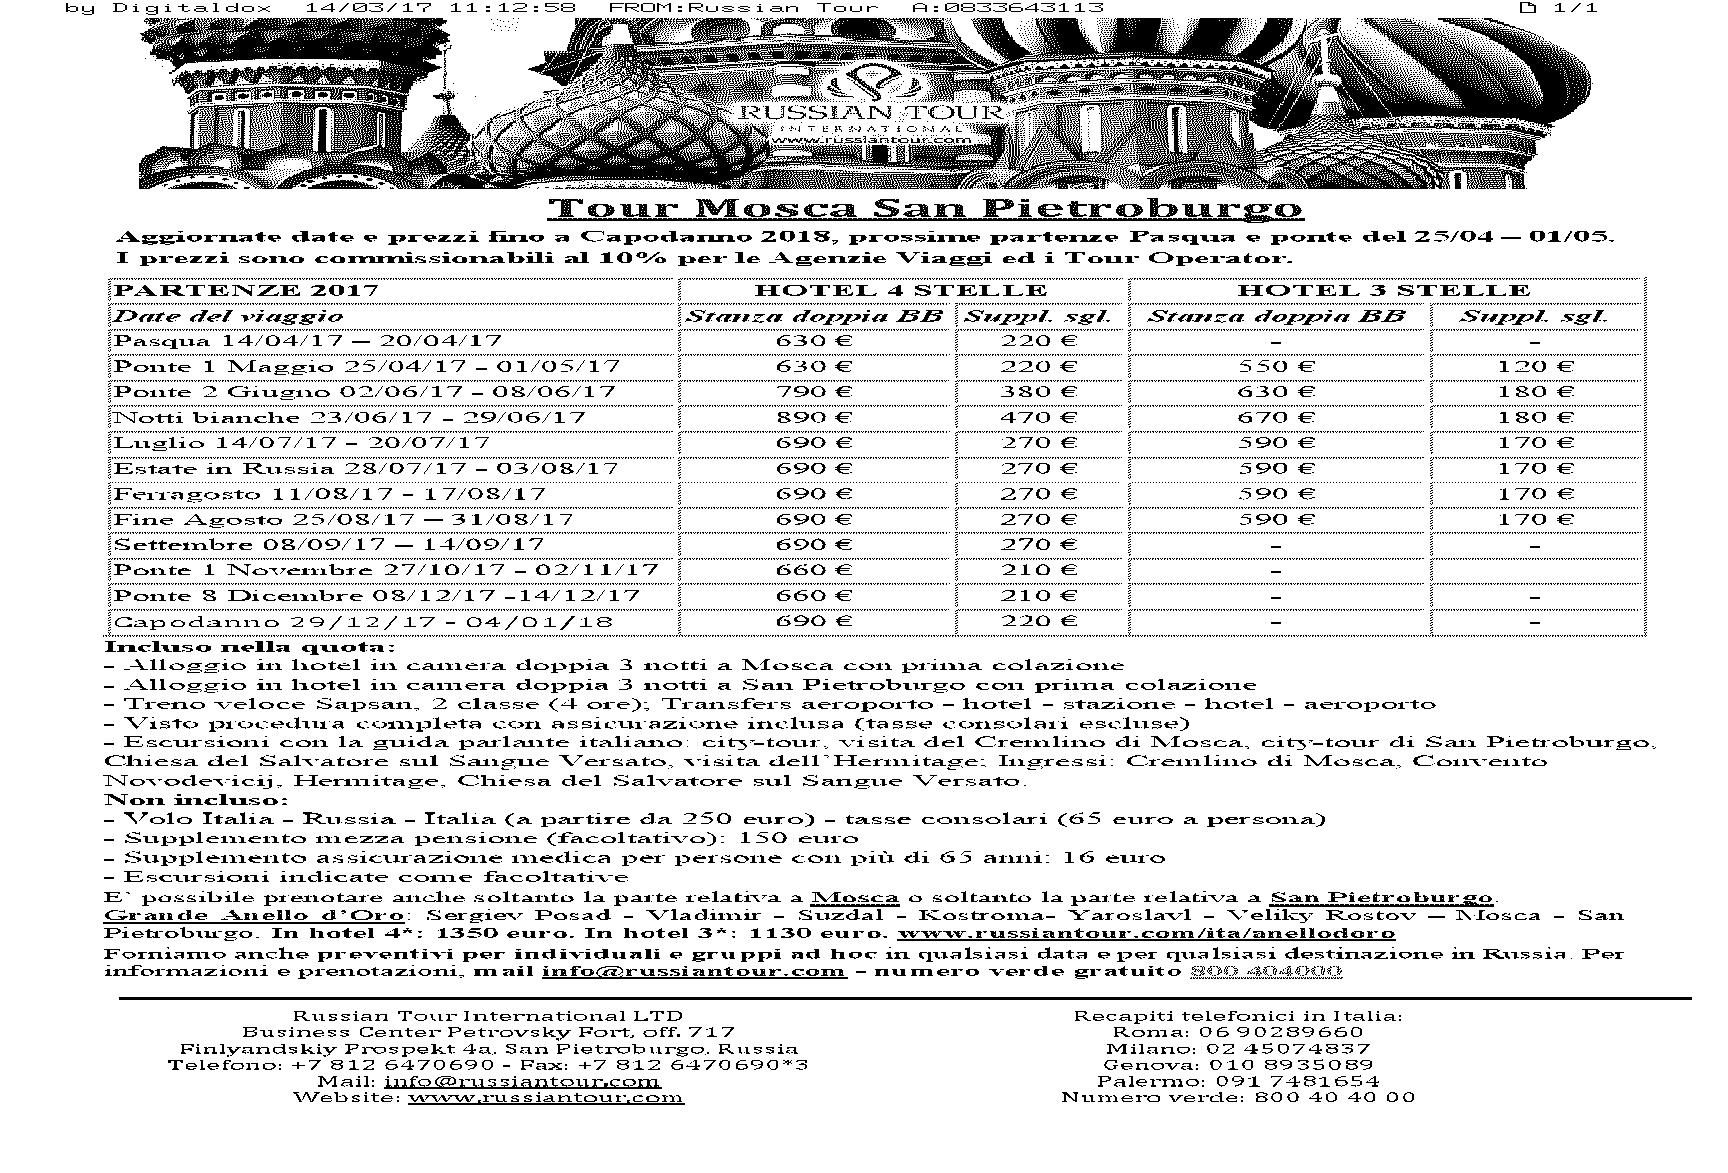 by Digitaldox 14/03/17 11:12:58 FROM:Russian Tour A:0833643113 1/1
RUSSIAN TOUR
INTERNATIONAL
www.russiantour.com
Tour Mosca San Pietroburgo
Aggiornate date e prezzi fino a Capodanno 2018, prossime partenze Pasqua e ponte del 25/04 – 01/05.
I prezzi sono commissionabili al 10% per le Agenzie Viaggi ed i Tour Operator.
PARTENZE 2017 HOTEL 4 STELLE HOTEL 3 STELLE
Date del viaggio Stanza doppia BB Suppl. sgl. Stanza doppia BB Suppl. sgl.
Pasqua 14/04/17 – 20/04/17 630 € 220 € - -
Ponte 1 Maggio 25/04/17 - 01/05/17 630 € 220 € 550 € 120 €
Ponte 2 Giugno 02/06/17 - 08/06/17 790 € 380 € 630 € 180 €
Notti bianche 23/06/17 - 29/06/17 890 € 470 € 670 € 180 €
Luglio 14/07/17 - 20/07/17 690 € 270 € 590 € 170 €
Estate in Russia 28/07/17 - 03/08/17 690 € 270 € 590 € 170 €
Ferragosto 11/08/17 - 17/08/17 690 € 270 € 590 € 170 €
Fine Agosto 25/08/17 – 31/08/17 690 € 270 € 590 € 170 €
Settembre 08/09/17 – 14/09/17 690 € 270 € - -
Ponte 1 Novembre 27/10/17 - 02/11/17 660 € 210 € -
Ponte 8 Dicembre 08/12/17 -14/12/17 660 € 210 € - -
Capodanno 29/12/17 - 04/01/18 690 € 220 € - -
Incluso nella quota:
- Alloggio in hotel in camera doppia 3 notti a Mosca con prima colazione
- Alloggio in hotel in camera doppia 3 notti a San Pietroburgo con prima colazione
- Treno veloce Sapsan, 2 classe (4 ore); Transfers aeroporto - hotel - stazione - hotel - aeroporto
- Visto procedura completa con assicurazione inclusa (tasse consolari escluse)
- Escursioni con la guida parlante italiano: city-tour, visita del Cremlino di Mosca, city-tour di San Pietroburgo,
Chiesa del Salvatore sul Sangue Versato, visita dell`Hermitage; Ingressi: Cremlino di Mosca, Convento
Novodevicij, Hermitage, Chiesa del Salvatore sul Sangue Versato.
Non incluso:
- Volo Italia - Russia - Italia (a partire da 250 euro) - tasse consolari (65 euro a persona)
- Supplemento mezza pensione (facoltativo): 150 euro
- Supplemento assicurazione medica per persone con più di 65 anni: 16 euro
- Escursioni indicate come facoltative
E` possibile prenotare anche soltanto la parte relativa a Mosca o soltanto la parte relativa a San Pietroburgo.
Grande Anello d'Oro: Sergiev Posad - Vladimir - Suzdal - Kostroma- Yaroslavl - Veliky Rostov – Mosca - San
Pietroburgo. In hotel 4*: 1350 euro. In hotel 3*: 1130 euro. www.russiantour.com/ita/anellodoro
Forniamo anche preventivi per individuali e gruppi ad hoc in qualsiasi data e per qualsiasi destinazione in Russia. Per
informazioni e prenotazioni, mail info@russiantour.com - numero verde gratuito 800 404000
Russian Tour International LTD
Business Center Petrovsky Fort, off. 717
Finlyandskiy Prospekt 4a, San Pietroburgo, Russia
Telefono: +7 812 6470690 - Fax: +7 812 6470690*3
Mail: info@russiantour.com
Website: www.russiantour.com
Recapiti telefonici in Italia:
Roma: 06 90289660
Milano: 02 45074837
Genova: 010 8935089
Palermo: 091 7481654
Numero verde: 800 40 40 00